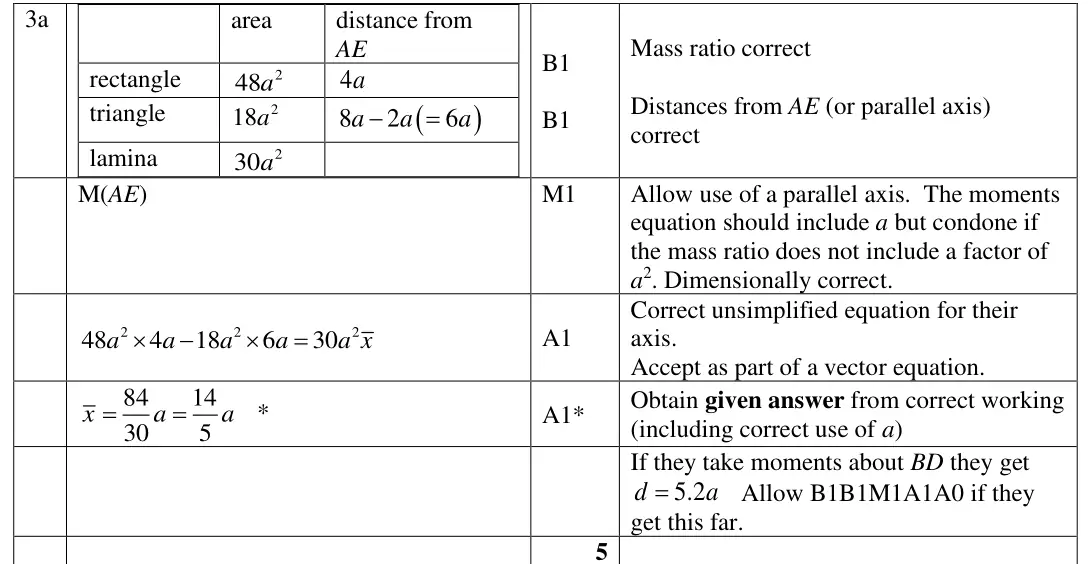 3a
area distance from
AE
rectangle 48a² 4a
triangle 18a² 8a − 2a (= 6a)
lamina 30a²
B1
B1
Mass ratio correct
Distances from AE (or parallel axis)
correct
M(AE) M1 Allow use of a parallel axis. The moments
equation should include a but condone if
the mass ratio does not include a factor of
a². Dimensionally correct.
48a² × 4a − 18a² × 6a = 30a²x̅ A1 Correct unsimplified equation for their
axis.
Accept as part of a vector equation.
x̅ = 84/30 a = 14/5 a * A1* Obtain given answer from correct working
(including correct use of a)
If they take moments about BD they get
d = 5.2a Allow B1B1M1A1A0 if they
get this far.
5